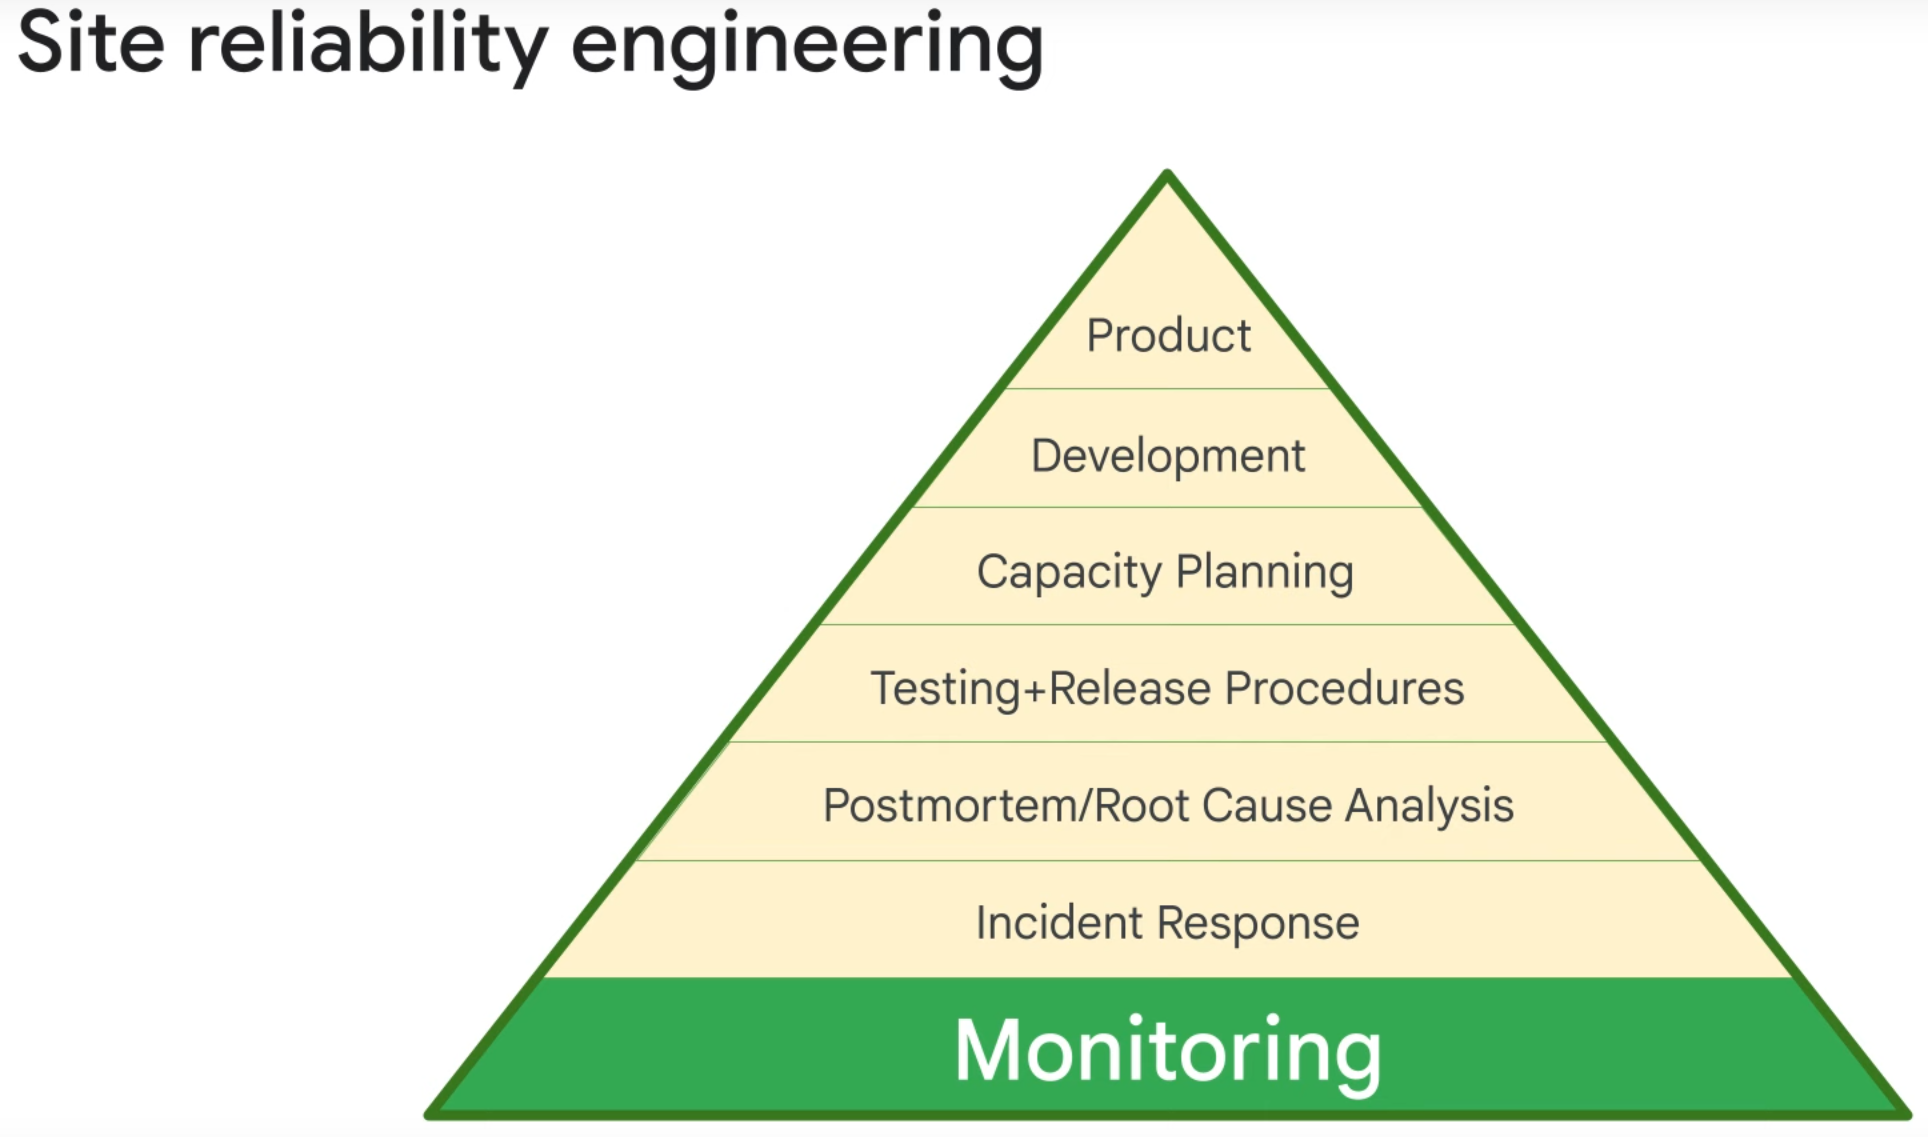 Site reliability engineering
Product
Development
Capacity Planning
Testing+Release Procedures
Postmortem/Root Cause Analysis
Incident Response
Monitoring